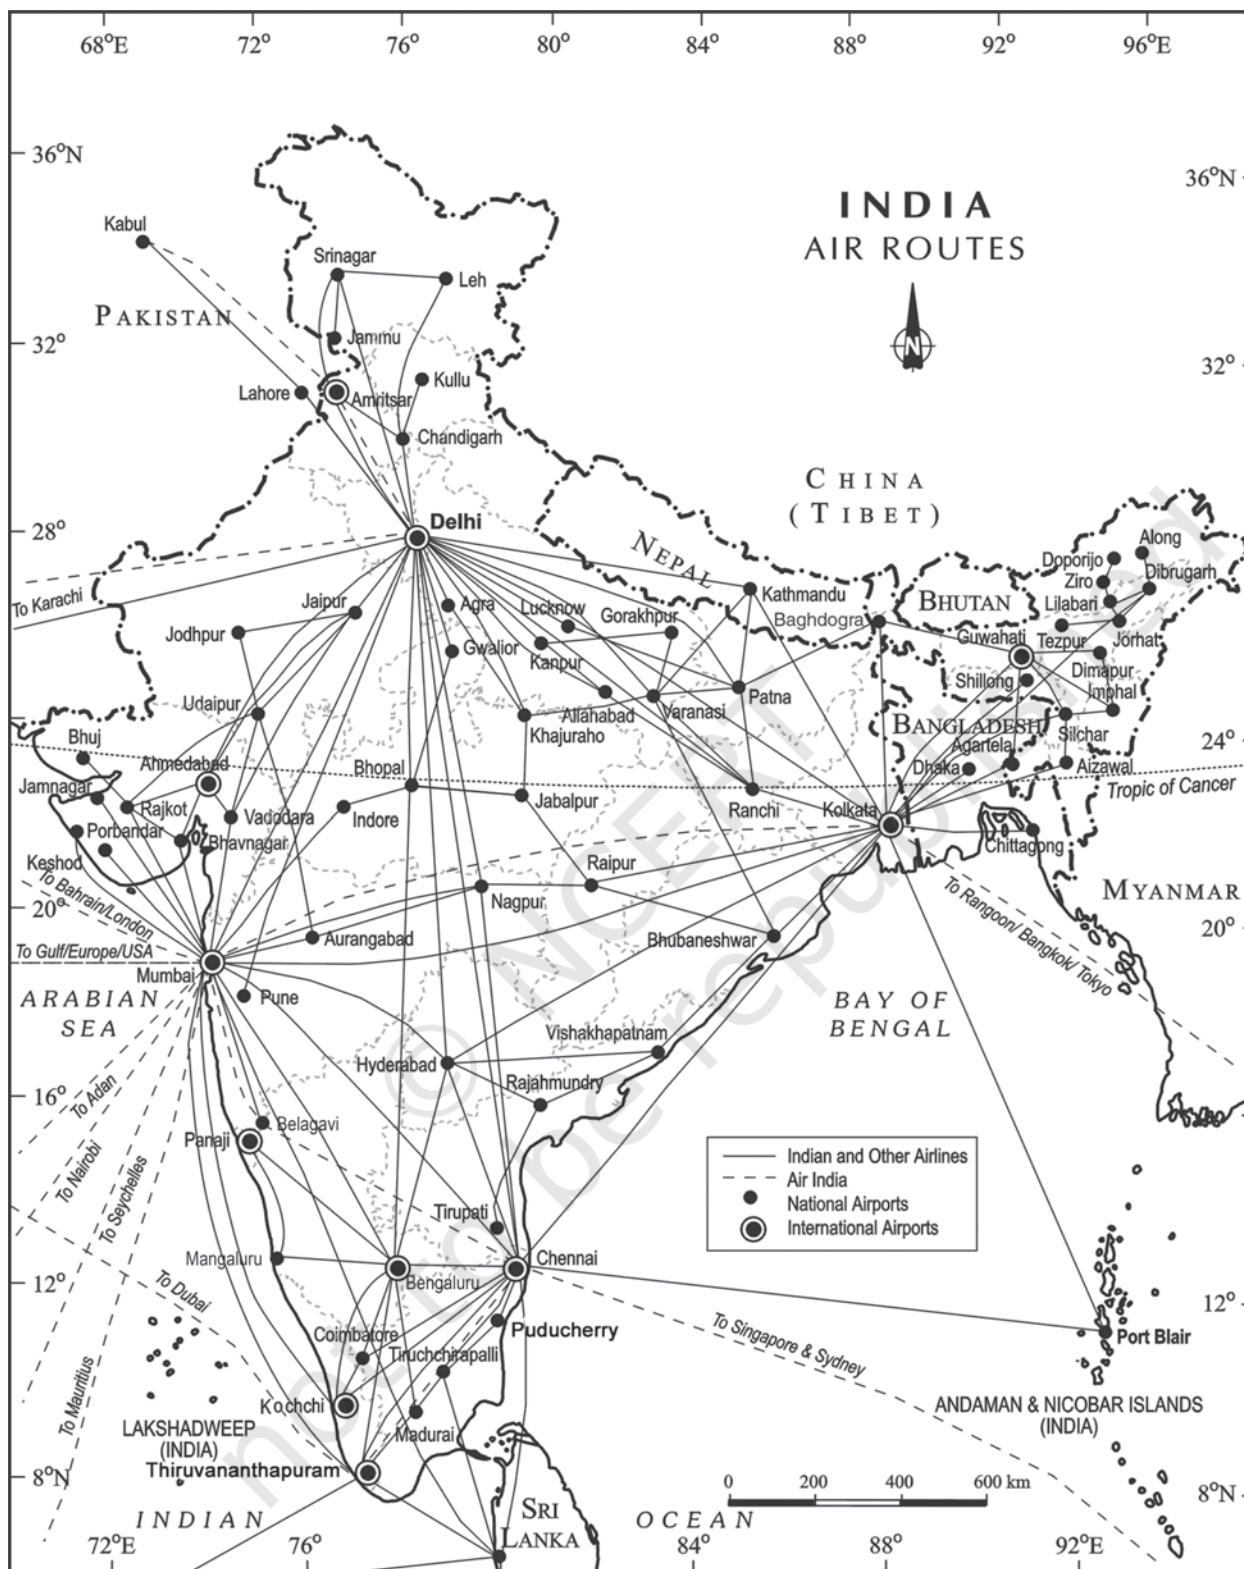 68°E 72° 76° 80° 84° 88° 92° 96°E
36°N
36°N
INDIA
AIR ROUTES
N
Kabul
Srinagar
Leh
PAKISTAN
Jammu
32°
32°
Lahore
Amritsar
Kullu
Chandigarh
CHINA
(TIBET)
28°
Delhi
NEPAL
Along
Doporijo
Ziro
Dibrugarh
To Karachi
Jaipur
Agra
Lucknow
Gorakhpur
Kathmandu
BHUTAN
Lilabari
Baghdogra
Jodhpur
Gwalior
Kanpur
Guwahati
Tezpur
Jorhat
Dimapur
Shillong
Imphal
Udaipur
Allahabad
Varanasi
Patna
Khajuraho
BANGLADESH
Silchar
Bhuj
Agartela
24°
Ahmedabad
Bhopal
Dhaka
Aizawal
Jamnagar
Rajkot
Vadodara
Indore
Jabalpur
Ranchi
Kolkata
Tropic of Cancer
Porbandar
Bhavnagar
Chittagong
Keshod
Raipur
To Bahrain/London
Nagpur
MYANMAR
20°
20°
To Rangoon/ Bangkok/ Tokyo
Aurangabad
Bhubaneshwar
To Gulf/Europe/USA
Mumbai
ARABIAN
SEA
Pune
BAY OF
BENGAL
Vishakhapatnam
Hyderabad
Rajahmundry
To Adan
16°
Belagavi
Panaji
To Nairobi
To Seychelles
Indian and Other Airlines
Air India
National Airports
International Airports
Tirupati
Mangaluru
Chennai
Bengaluru
12°
12°
To Dubai
Coimbatore
Puducherry
To Singapore & Sydney
Port Blair
Tiruchchirapalli
To Mauritius
Kochchi
ANDAMAN & NICOBAR ISLANDS
(INDIA)
LAKSHADWEEP
(INDIA)
Madurai
Thiruvananthapuram
8°N
8°N
0 200 400 600 km
INDIAN
SRI
LANKA
OCEAN
72°E 76° 84° 88° 92°E
© NCERT
not to be republished